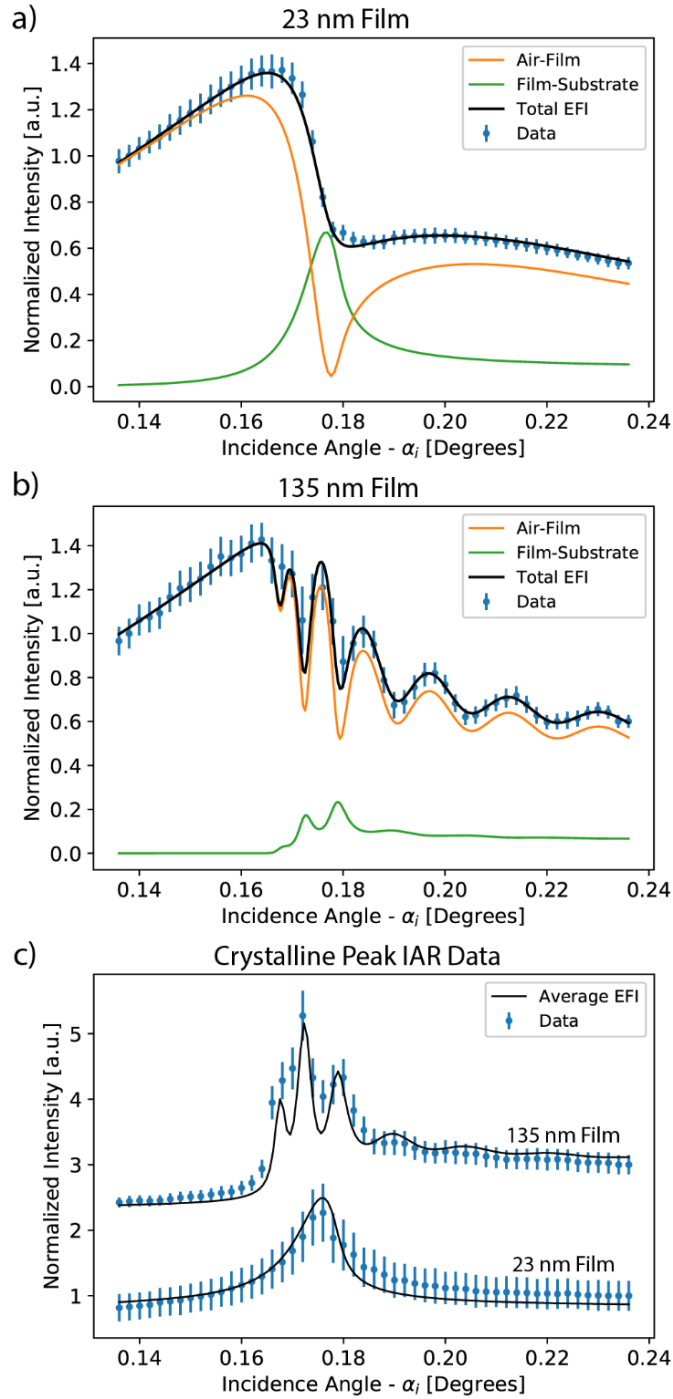 a)
23 nm Film
Normalized Intensity [a.u.]
1.4
1.2
1.0
0.8
0.6
0.4
0.2
0.0
Air-Film
Film-Substrate
Total EFI
Data
0.14 0.16 0.18 0.20 0.22 0.24
Incidence Angle - αi [Degrees]
b)
135 nm Film
Normalized Intensity [a.u.]
1.4
1.2
1.0
0.8
0.6
0.4
0.2
0.0
Air-Film
Film-Substrate
Total EFI
Data
0.14 0.16 0.18 0.20 0.22 0.24
Incidence Angle - αi [Degrees]
c)
Crystalline Peak IAR Data
Normalized Intensity [a.u.]
5
4
3
2
1
Average EFI
Data
135 nm Film
23 nm Film
0.14 0.16 0.18 0.20 0.22 0.24
Incidence Angle - αi [Degrees]